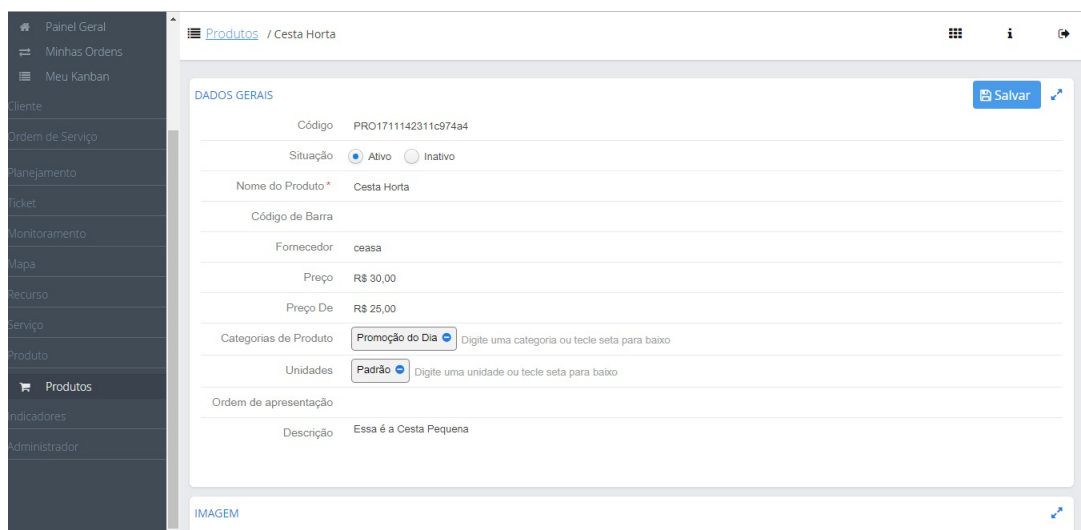 Painel Geral
Minhas Ordens
Meu Kanban
Cliente
Ordem de Serviço
Planejamento
Ticket
Monitoramento
Mapa
Recurso
Serviço
Produto
Produtos
Indicadores
Administrador
Produtos / Cesta Horta
DADOS GERAIS
Salvar
Código PRO1711142311c974a4
Situação Ativo Inativo
Nome do Produto* Cesta Horta
Código de Barra
Fornecedor ceasa
Preço R$ 30,00
Preço De R$ 25,00
Categorias de Produto Promoção do Dia Digite uma categoria ou tecle seta para baixo
Unidades Padrão Digite uma unidade ou tecle seta para baixo
Ordem de apresentação
Descrição Essa é a Cesta Pequena
IMAGEM